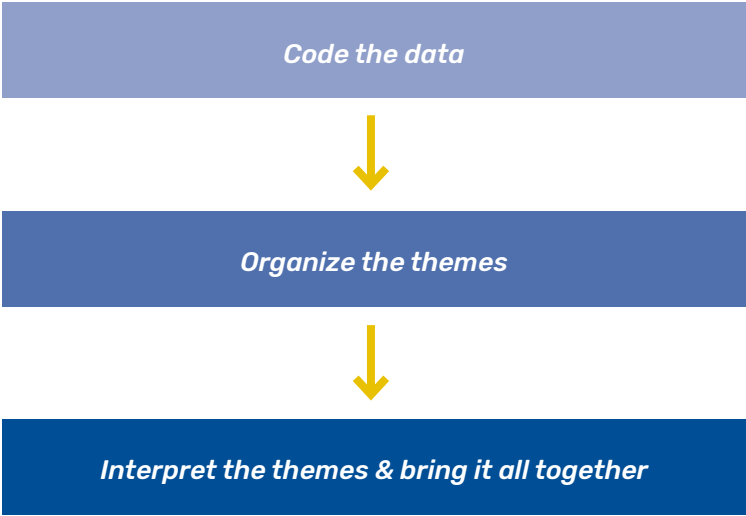 Code the data
Organize the themes
Interpret the themes & bring it all together